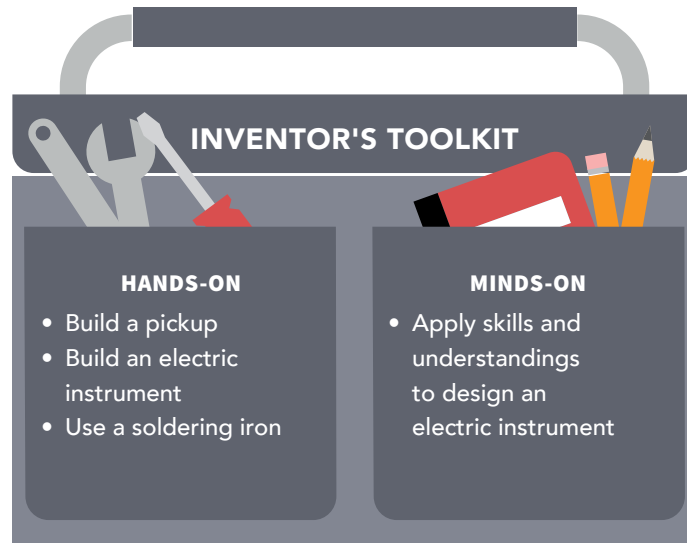 INVENTOR'S TOOLKIT
HANDS-ON
• Build a pickup
• Build an electric
instrument
• Use a soldering iron
MINDS-ON
• Apply skills and
understandings
to design an
electric instrument